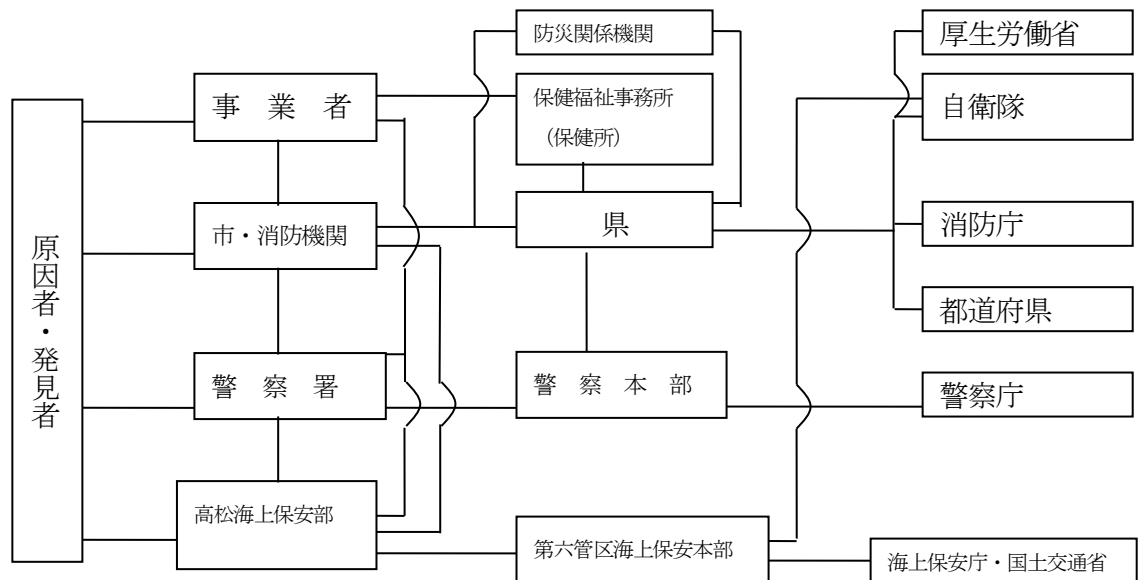 原因者・発見者
事　業　者
市・消防機関
警　察　署
高松海上保安部
防災関係機関
保健福祉事務所
（保健所）
県
警　察　本　部
第六管区海上保安本部
厚生労働省
自衛隊
消防庁
都道府県
警察庁
海上保安庁・国土交通省